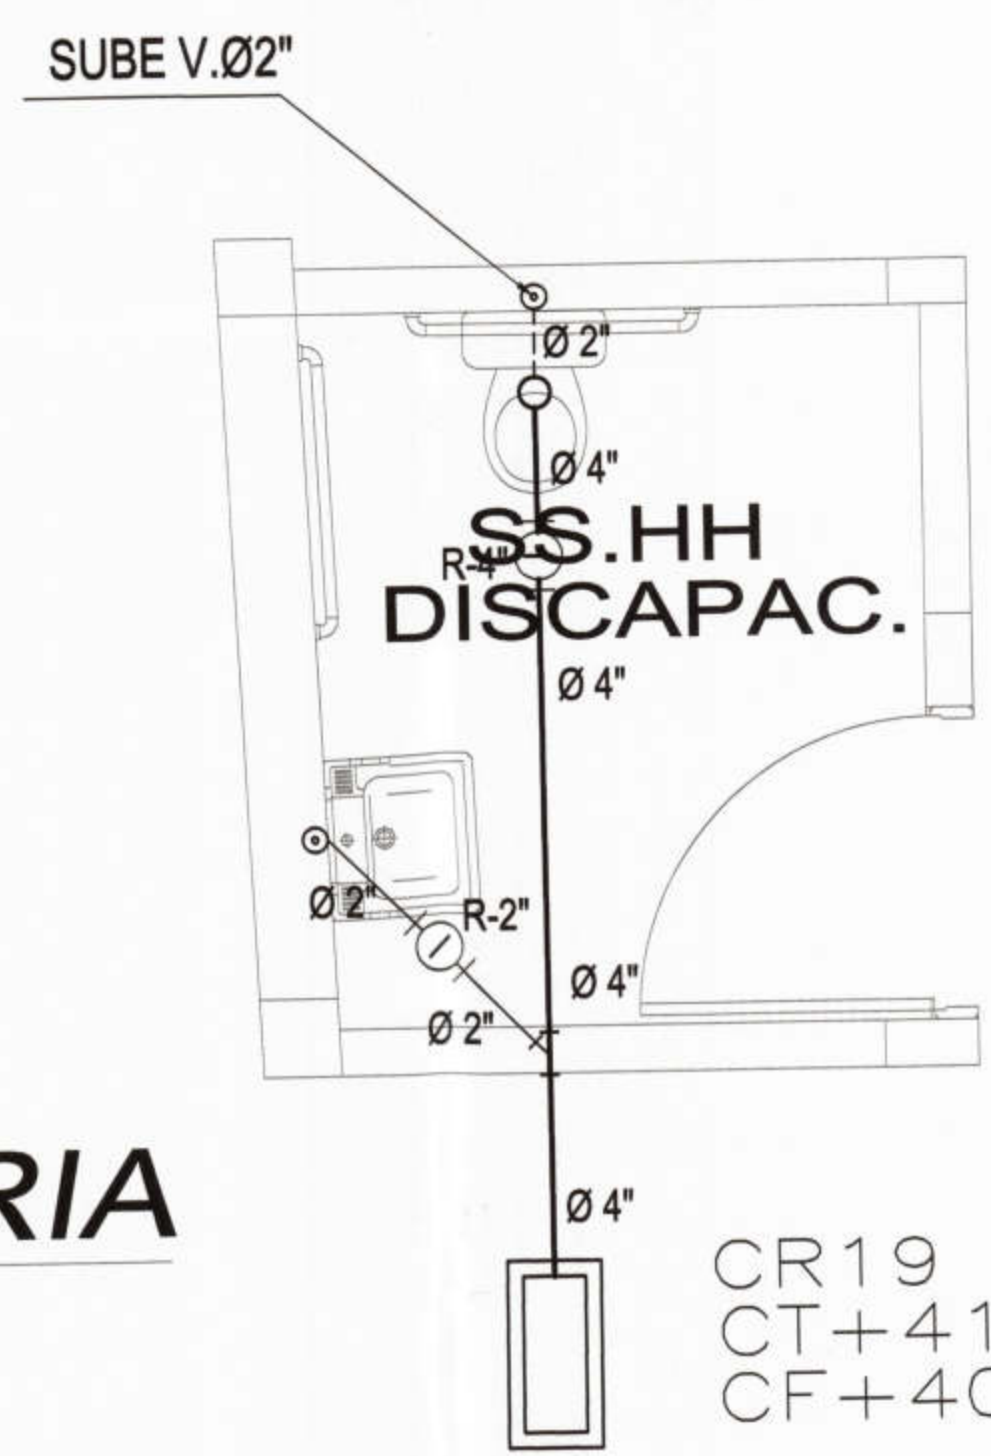 SUBE V.Ø2"
Ø 2"
Ø 4"
SS.HH
R-4"
DISCAPAC.
Ø 4"
Ø 2"
R-2"
Ø 4"
Ø 2"
RIA
Ø 4"
CR19
CT+41
CF+40